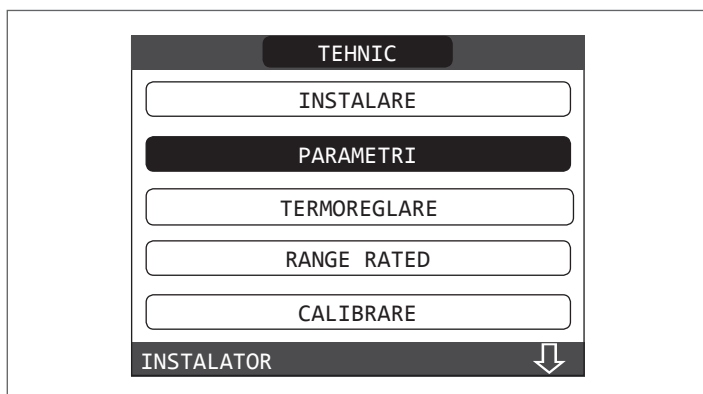 TEHNIC
INSTALARE
PARAMETRI
TERMOREGLARE
RANGE RATED
CALIBRARE
INSTALATOR